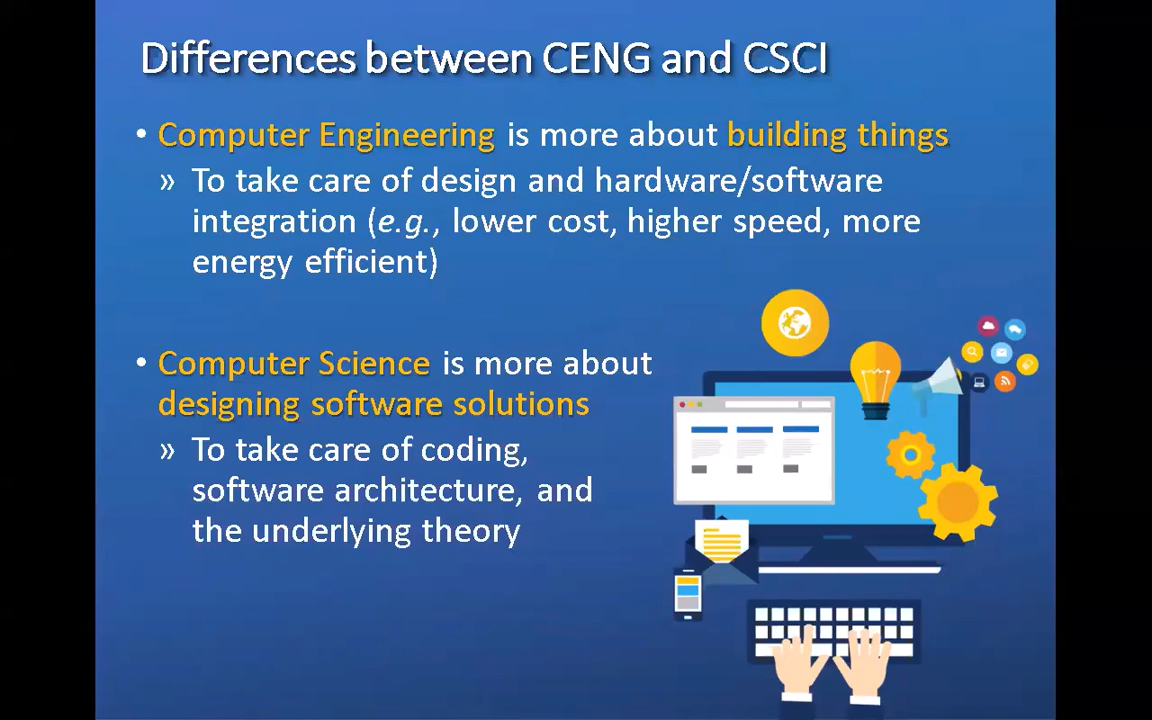 Differences between CENG and CSCI
• Computer Engineering is more about building things
» To take care of design and hardware/software
integration (e.g., lower cost, higher speed, more
energy efficient)
• Computer Science is more about
designing software solutions
» To take care of coding,
software architecture, and
the underlying theory